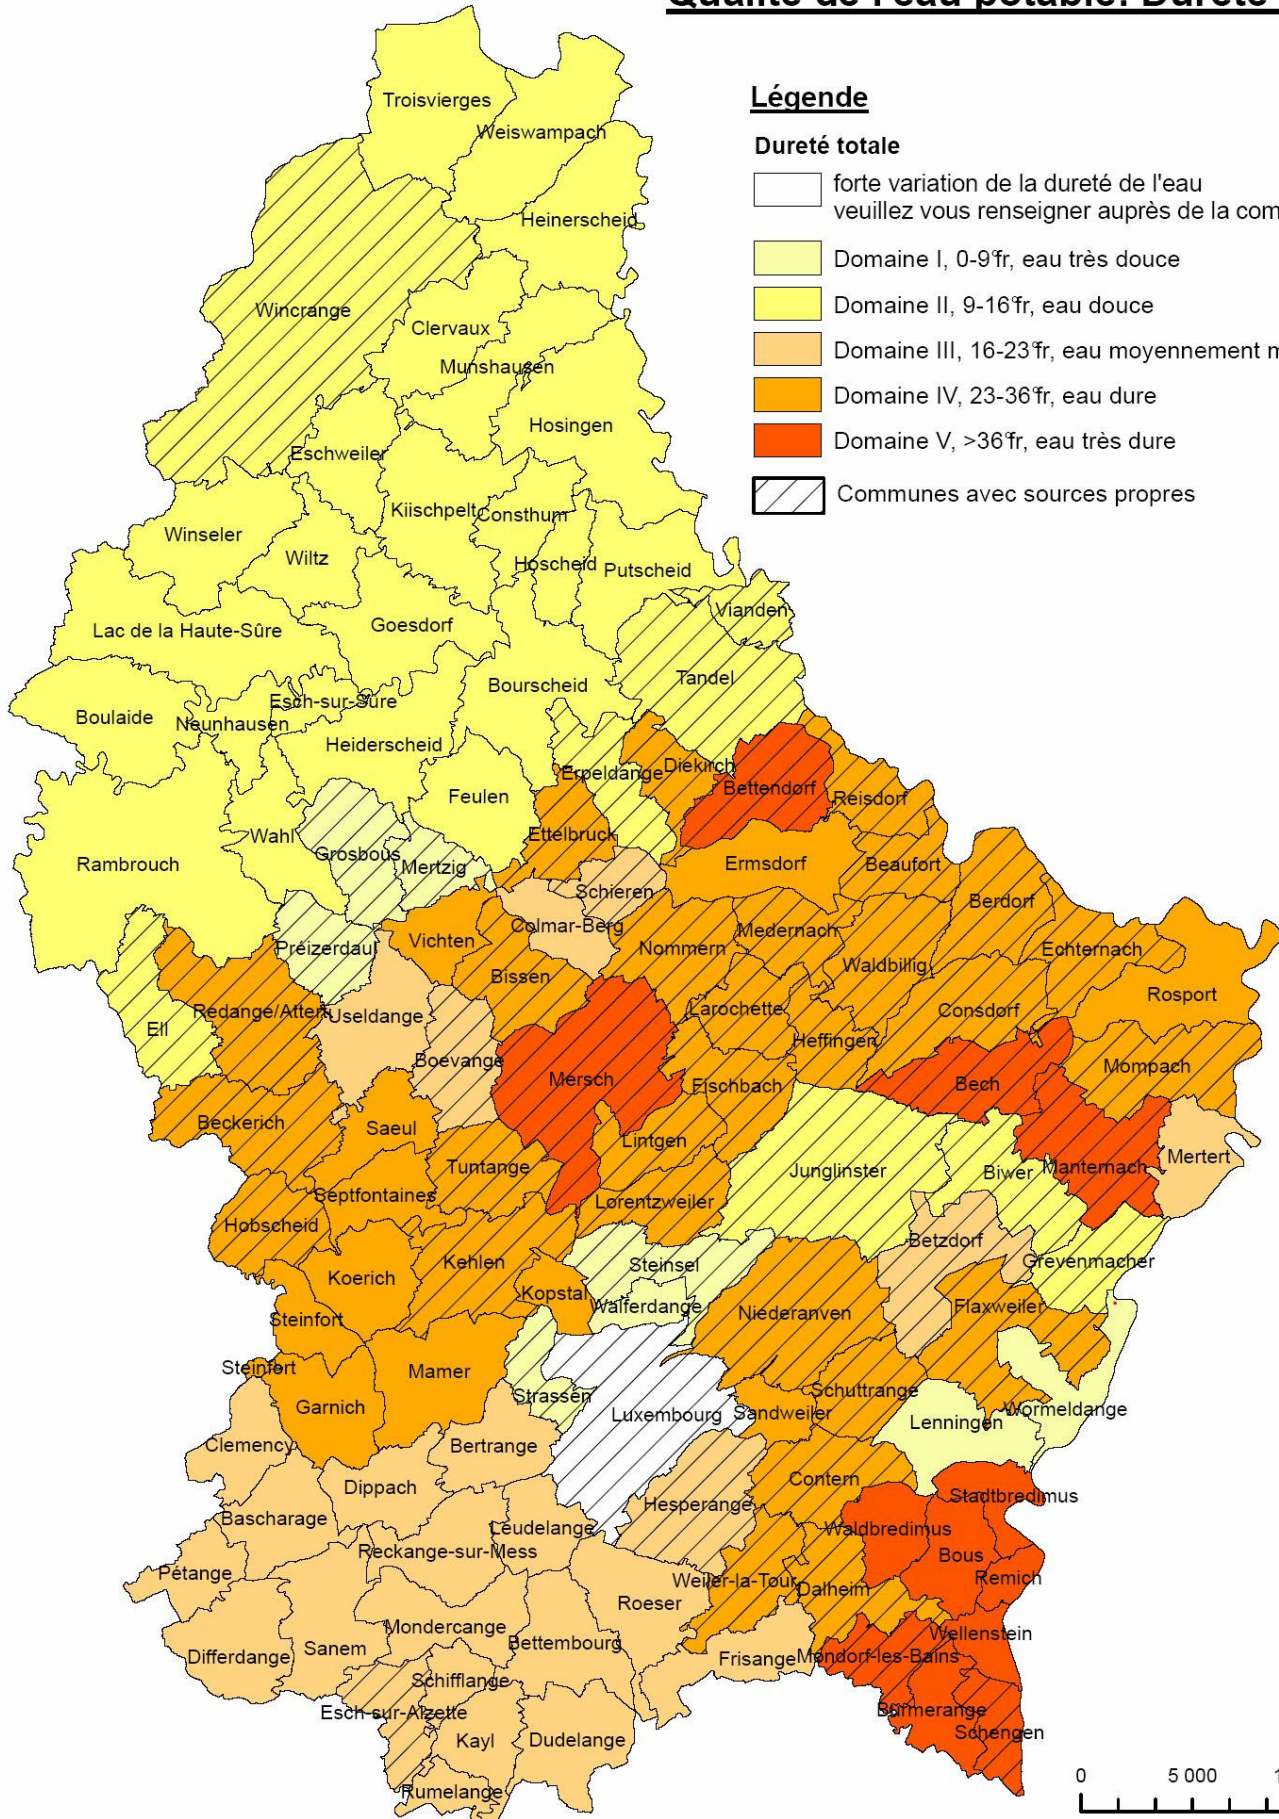 Qualité de l'eau potable: Dureté
Légende
Dureté totale
forte variation de la dureté de l'eau
veuillez vous renseigner auprès de la com
Domaine I, 0-9°fr, eau très douce
Domaine II, 9-16°fr, eau douce
Domaine III, 16-23°fr, eau moyennement m
Domaine IV, 23-36°fr, eau dure
Domaine V, >36°fr, eau très dure
Communes avec sources propres
Troisvierges
Weiswampach
Heinerscheid
Wincrange
Clervaux
Munshausen
Hosingen
Eschweiler
Kiischpelt
Consthum
Winseler
Wiltz
Hoscheid
Putscheid
Vianden
Lac de la Haute-Sûre
Goesdorf
Tandel
Bourscheid
Esch-sur-Sûre
Boulaide
Neunhausen
Heiderscheid
Erpeldange
Diekirch
Bettendorf
Reisdorf
Feulen
Wahl
Ettelbruck
Rambrouch
Grosbous
Mertzig
Ermsdorf
Beaufort
Schieren
Berdorf
Colmar-Berg
Medernach
Vichten
Préizerdaul
Nommern
Echternach
Bissen
Waldbillig
Rosport
Redange/Attert
Useldange
Larochette
Consdorf
Ell
Heffingen
Boevange
Mompach
Mersch
Fischbach
Bech
Beckerich
Saeul
Lintgen
Mertert
Tuntange
Junglinster
Biwer
Manternach
Septfontaines
Lorentzweiler
Hobscheid
Betzdorf
Kehlen
Steinsel
Grevenmacher
Koerich
Kopstal
Walferdange
Niederanven
Flaxweiler
Steinfort
Steinfort
Mamer
Schuttrange
Strassen
Garnich
Luxembourg
Sandweiler
Lenningen
Wormeldange
Clemency
Bertrange
Dippach
Contern
Stadtbredimus
Hesperange
Bascharage
Leudelange
Waldbredimus
Reckange-sur-Mess
Bous
Pétange
Remich
Weiler-la-Tour
Dalheim
Roeser
Mondercange
Wellenstein
Bettembourg
Sanem
Differdange
Frisange
Mondorf-les-Bains
Schifflange
Esch-sur-Alzette
Burmerange
Schengen
Kayl
Dudelange
Rumelange
0 5 000 1